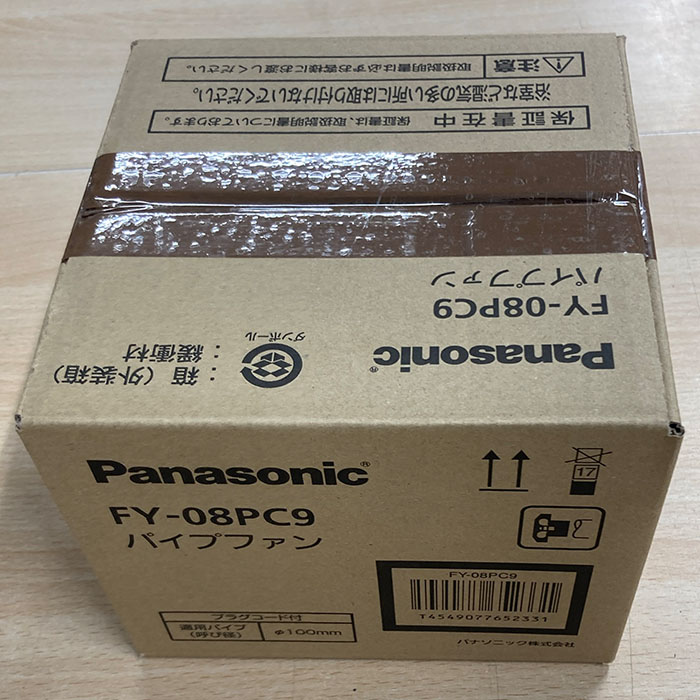 ⚠注意 取扱説明書は必ずお客様にお渡しください。
浴室など湿気の多い所には取り付けないでください。
保証書在中 保証書は、取扱説明書についております。
FY-08PC9
パイプファン
Panasonic®
ダンボール
箱（外装箱）：
緩衝材：
Panasonic®
FY-08PC9
パイプファン
17
プラグコード付
適用パイプ
(呼び径)
φ100mm
FY-08PC9
T4549077652331
パナソニック株式会社